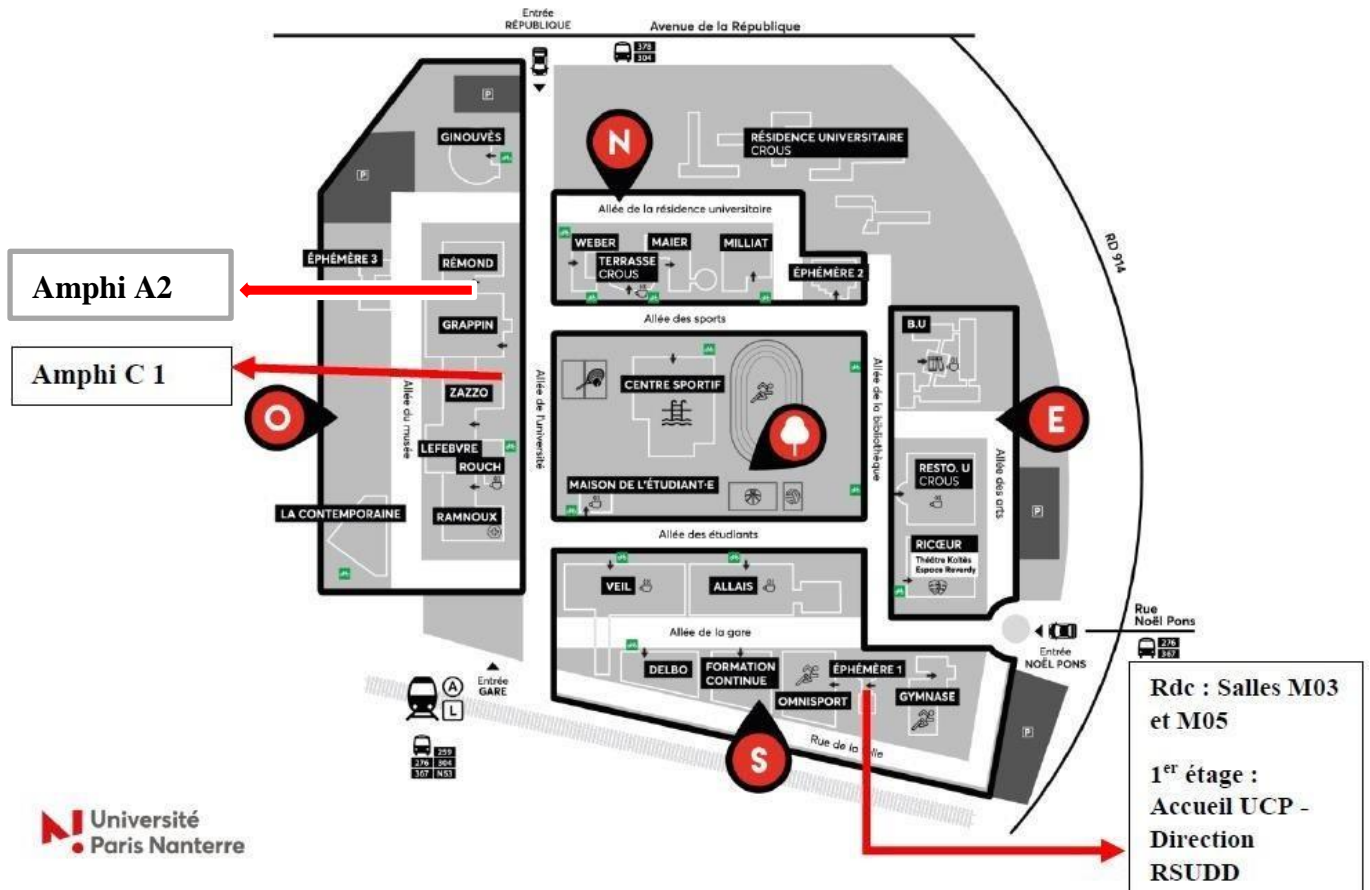 Entrée
RÉPUBLIQUE
Avenue de la République
378
304
P
GINOUVÈS
P
N
RÉSIDENCE UNIVERSITAIRE
CROUS
Allée de la résidence universitaire
RD 914
ÉPHÉMÈRE 3
RÉMOND
WEBER
MAIER
MILLIAT
TERRASSE
CROUS
ÉPHÉMÈRE 2
Amphi A2
GRAPPIN
Allée des sports
B.U
Amphi C 1
ZAZZO
CENTRE SPORTIF
O
Allée du musée
Allée de l'université
Allée de la bibliothèque
E
LEFEBVRE
ROUCH
RESTO. U
CROUS
Allée des arts
MAISON DE L'ÉTUDIANT·E
LA CONTEMPORAINE
RAMNOUX
P
Allée des étudiants
RICŒUR
Théâtre Koltès
Espace Reverdy
VEIL
ALLAIS
Rue
Noël Pons
Allée de la gare
Entrée
NOËL PONS
276
367
DELBO
FORMATION
CONTINUE
ÉPHÉMÈRE 1
OMNISPORT
GYMNASE
Entrée
GARE
A
L
S
Rue de la
P
259
276 304
367 N53
Rdc : Salles M03
et M05
1er étage :
Accueil UCP -
Direction
RSUDD
Université
Paris Nanterre